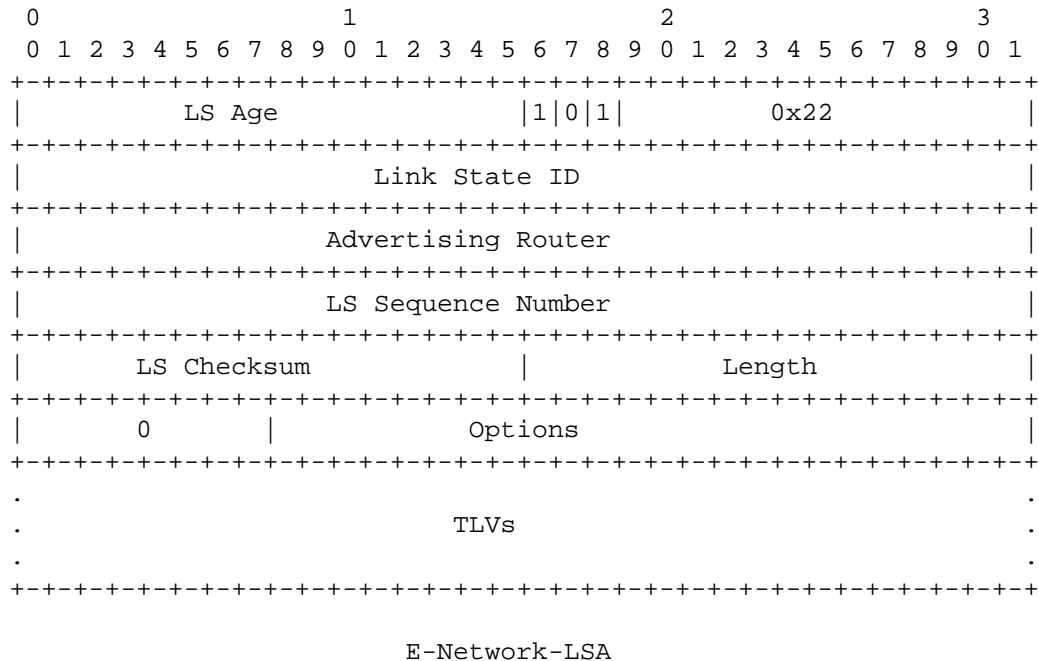 0                   1                   2                   3
 0 1 2 3 4 5 6 7 8 9 0 1 2 3 4 5 6 7 8 9 0 1 2 3 4 5 6 7 8 9 0 1
+-+-+-+-+-+-+-+-+-+-+-+-+-+-+-+-+-+-+-+-+-+-+-+-+-+-+-+-+-+-+-+-+
|          LS Age               |1|0|1|         0x22            |
+-+-+-+-+-+-+-+-+-+-+-+-+-+-+-+-+-+-+-+-+-+-+-+-+-+-+-+-+-+-+-+-+
|                      Link State ID                            |
+-+-+-+-+-+-+-+-+-+-+-+-+-+-+-+-+-+-+-+-+-+-+-+-+-+-+-+-+-+-+-+-+
|                   Advertising Router                          |
+-+-+-+-+-+-+-+-+-+-+-+-+-+-+-+-+-+-+-+-+-+-+-+-+-+-+-+-+-+-+-+-+
|                   LS Sequence Number                          |
+-+-+-+-+-+-+-+-+-+-+-+-+-+-+-+-+-+-+-+-+-+-+-+-+-+-+-+-+-+-+-+-+
|       LS Checksum             |            Length             |
+-+-+-+-+-+-+-+-+-+-+-+-+-+-+-+-+-+-+-+-+-+-+-+-+-+-+-+-+-+-+-+-+
|       0       |            Options                            |
+-+-+-+-+-+-+-+-+-+-+-+-+-+-+-+-+-+-+-+-+-+-+-+-+-+-+-+-+-+-+-+-+
.                                                               .
.                           TLVs                                .
.                                                               .
+-+-+-+-+-+-+-+-+-+-+-+-+-+-+-+-+-+-+-+-+-+-+-+-+-+-+-+-+-+-+-+-+
                         E-Network-LSA